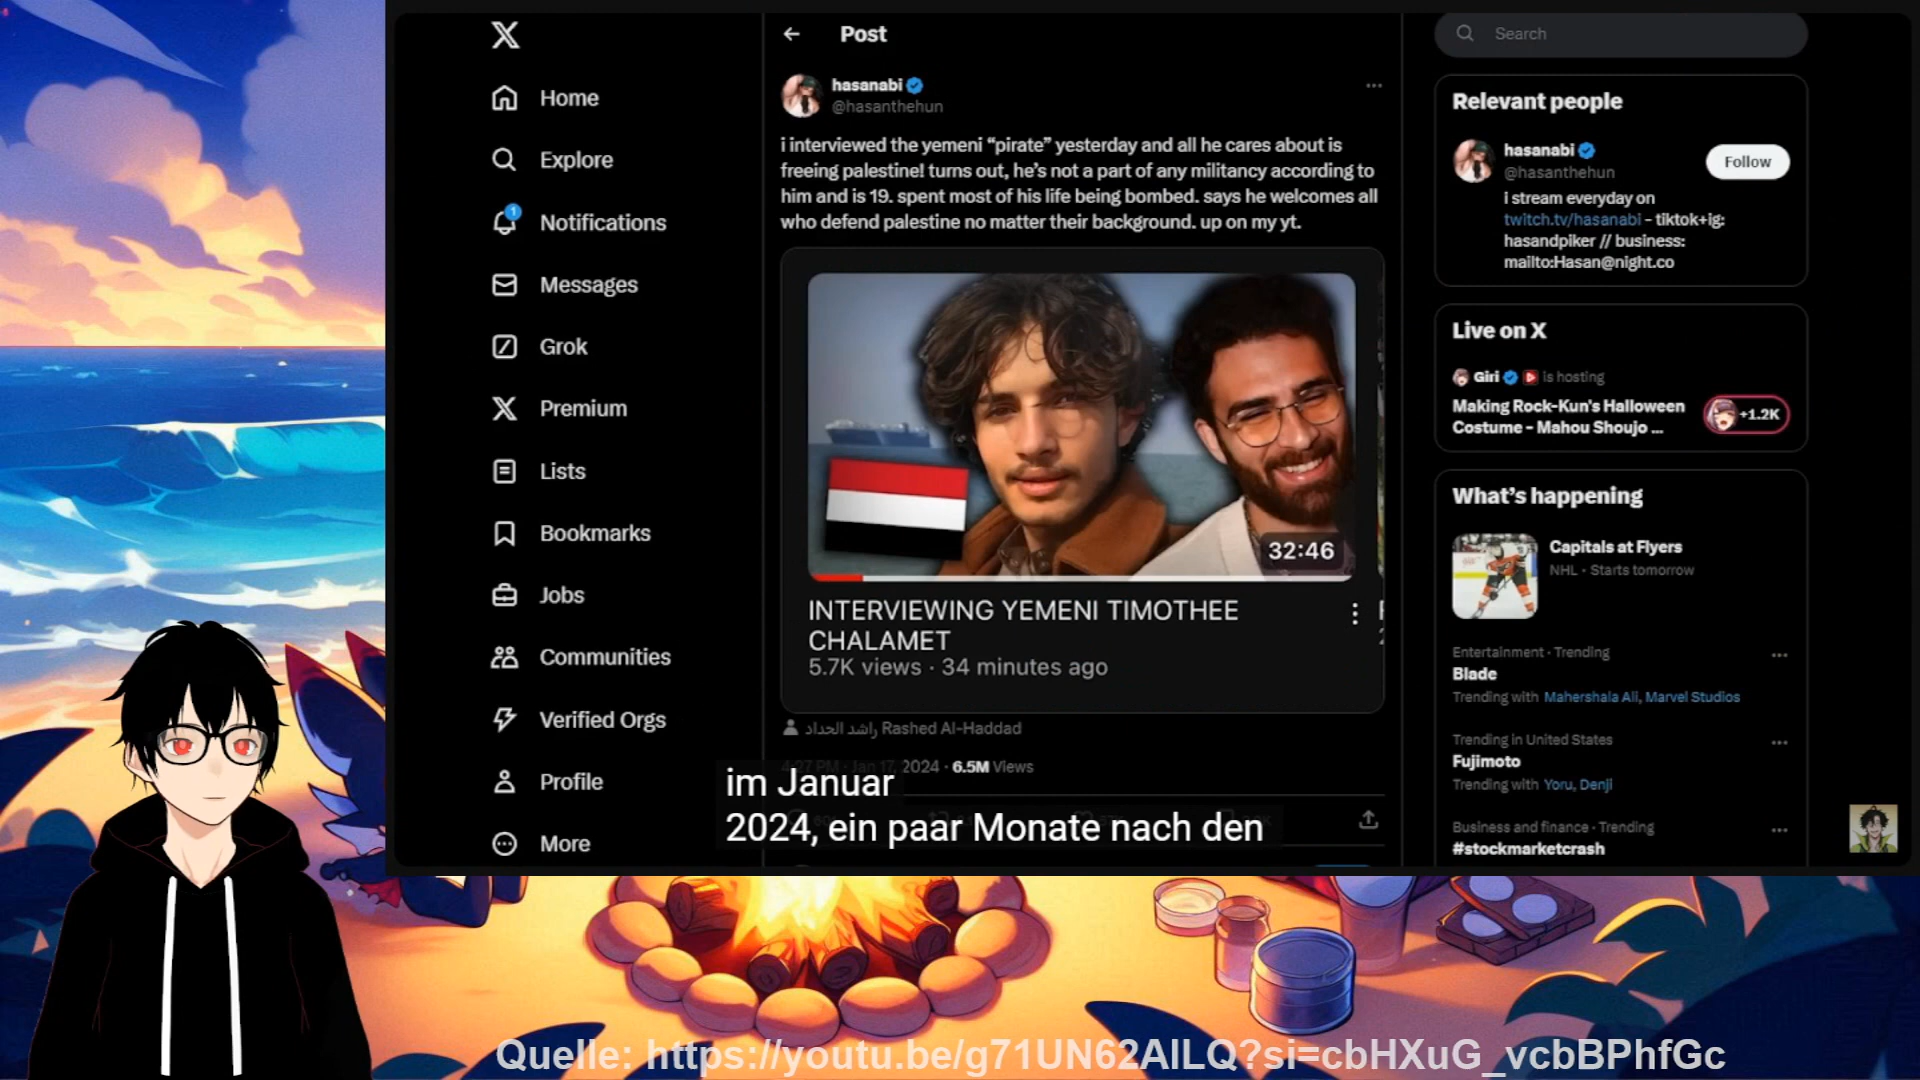 Home
Explore
1
Notifications
Messages
Grok
Premium
Lists
Bookmarks
Jobs
Communities
Verified Orgs
Profile
More
Post
hasanabi
@hasanthehun
i interviewed the yemeni “pirate” yesterday and all he cares about is
freeing palestine! turns out, he’s not a part of any militancy according to
him and is 19. spent most of his life being bombed. says he welcomes all
who defend palestine no matter their background. up on my yt.
32:46
INTERVIEWING YEMENI TIMOTHEE
CHALAMET
5.7K views · 34 minutes ago
راشد الحداد Rashed Al-Haddad
4:27 PM · Jan 17, 2024 · 6.5M Views
im Januar
2024, ein paar Monate nach den
Search
Relevant people
hasanabi
Follow
@hasanthehun
i stream everyday on
twitch.tv/hasanabi - tiktok+ig:
hasandpiker // business:
mailto:Hasan@night.co
Live on X
Giri is hosting
Making Rock-Kun's Halloween
Costume - Mahou Shoujo ...
+1.2K
What’s happening
Capitals at Flyers
NHL · Starts tomorrow
Entertainment · Trending
Blade
Trending with Mahershala Ali, Marvel Studios
Trending in United States
Fujimoto
Trending with Yoru, Denji
Business and finance · Trending
#stockmarketcrash
Quelle: https://youtu.be/g71UN62AILQ?si=cbHXuG_vcbBPhfGc